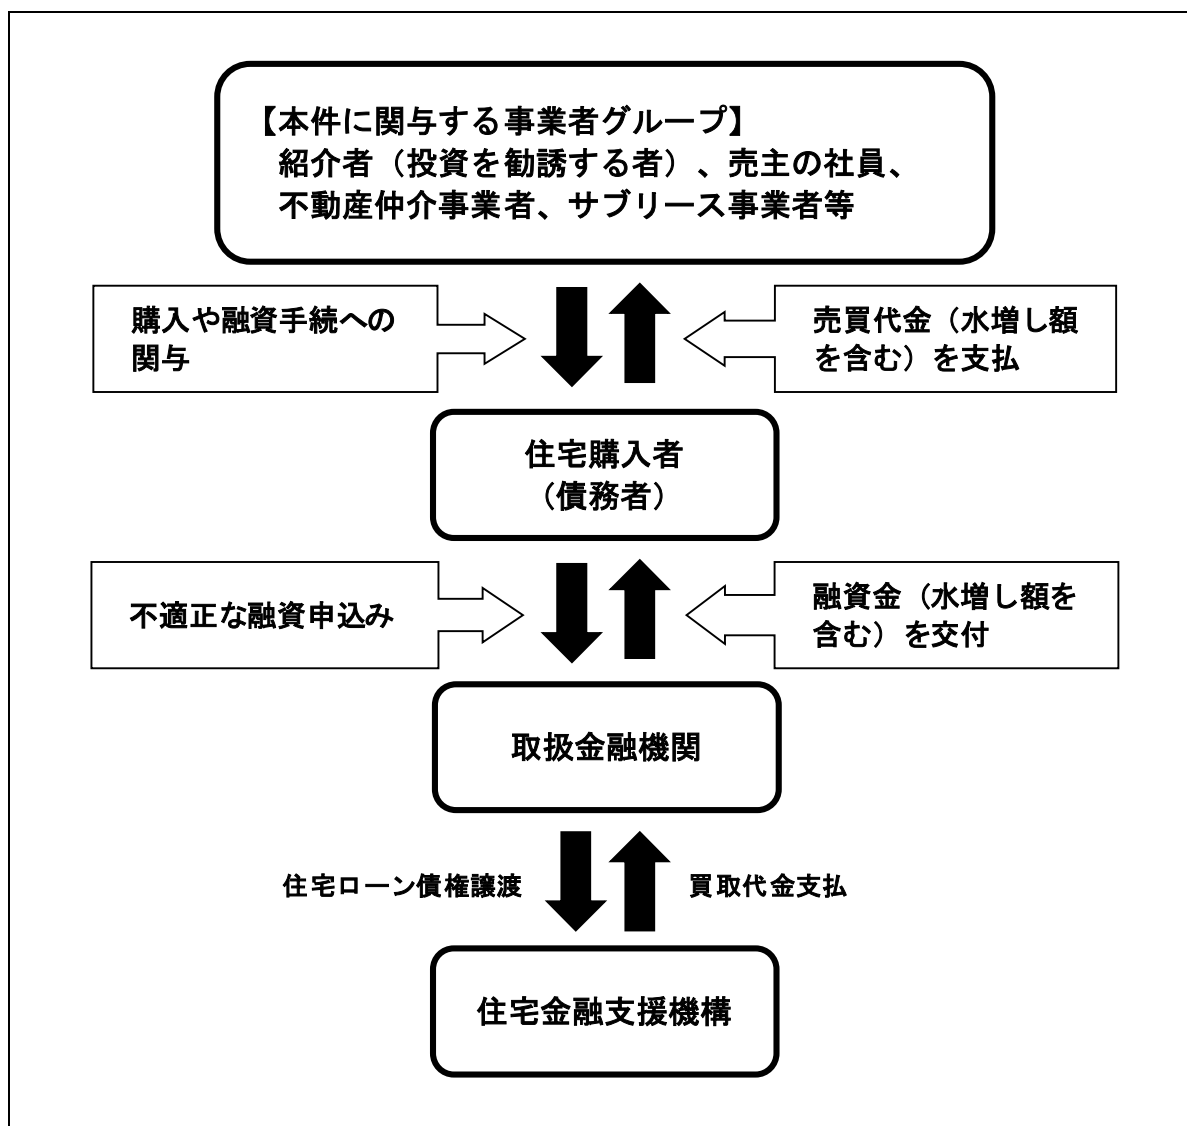 【本件に関与する事業者グループ】
紹介者（投資を勧誘する者）、売主の社員、
不動産仲介事業者、サブリース事業者等
購入や融資手続への
関与
売買代金（水増し額
を含む）を支払
住宅購入者
（債務者）
不適正な融資申込み
融資金（水増し額を
含む）を交付
取扱金融機関
住宅ローン債権譲渡
買取代金支払
住宅金融支援機構